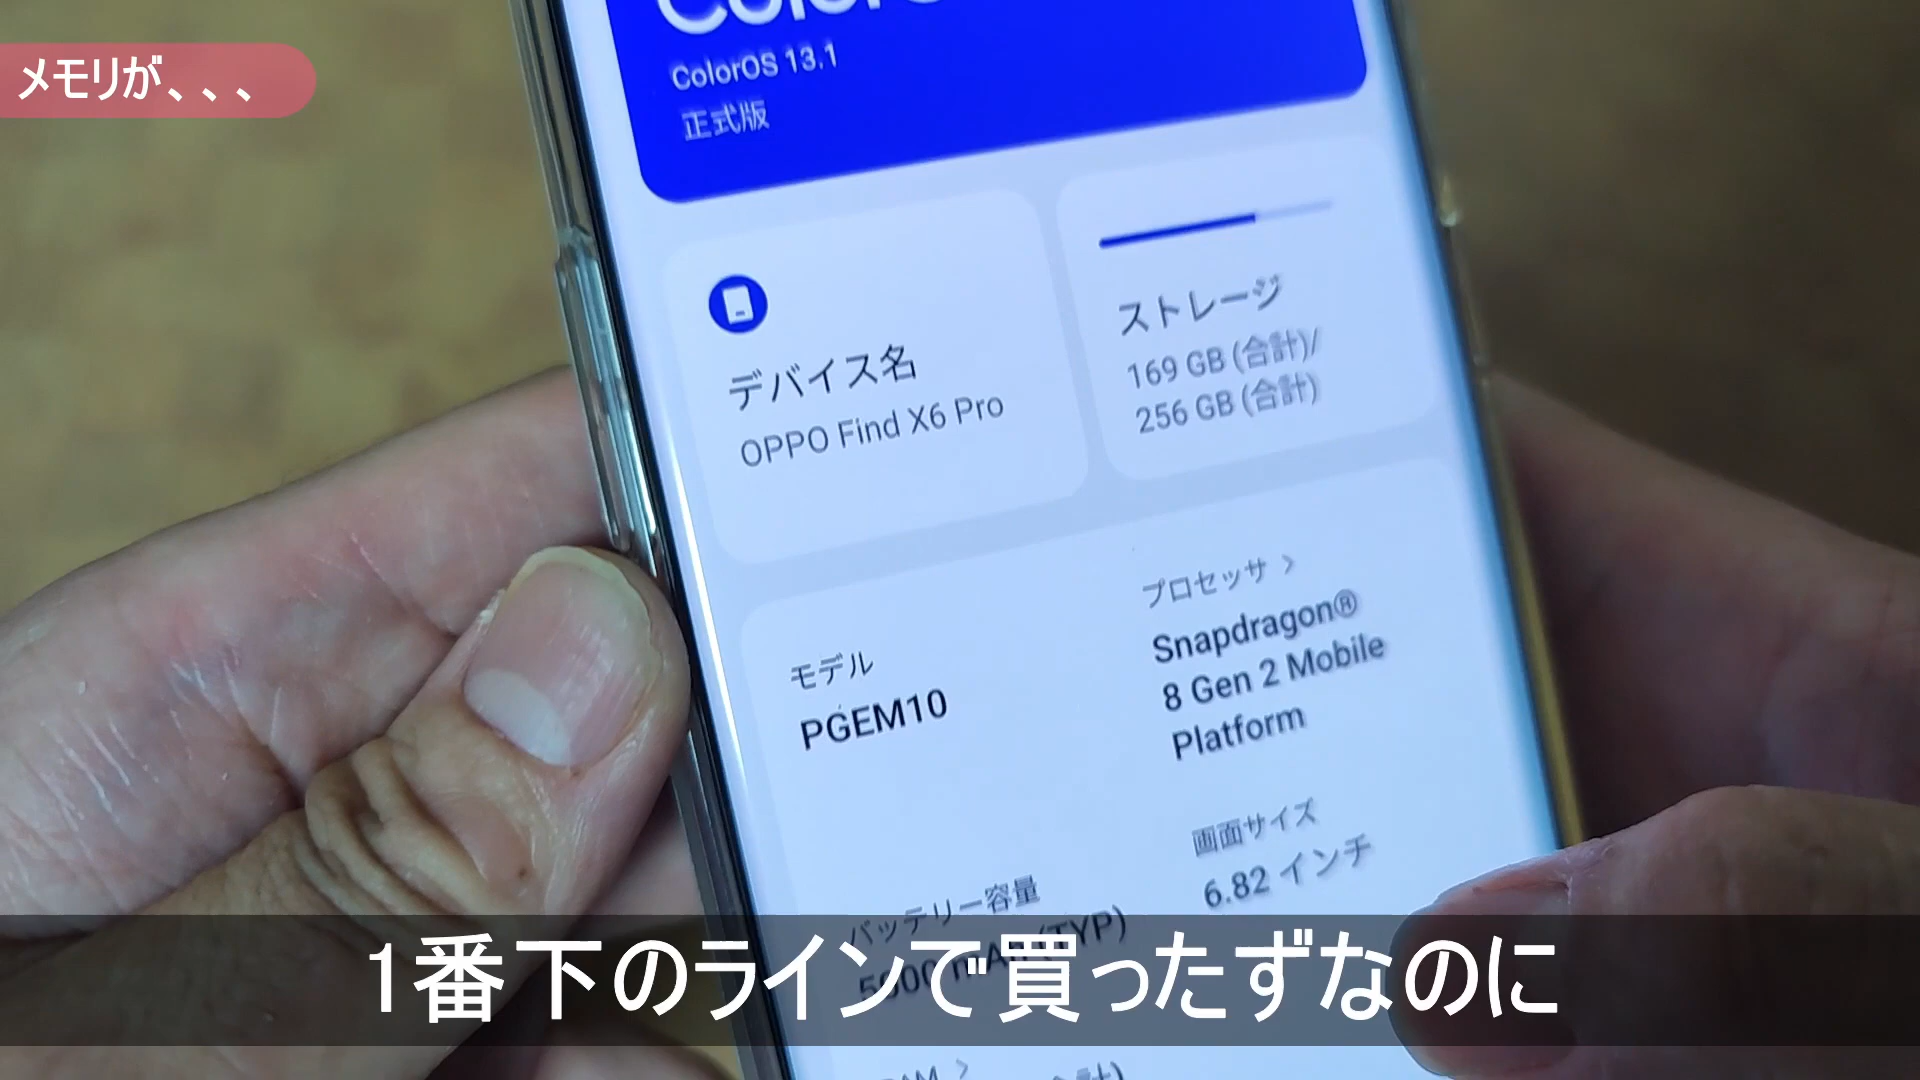 メモリが、、、
ColorOS 13.1
正式版
デバイス名
OPPO Find X6 Pro
ストレージ
169 GB (合計)/
256 GB (合計)
モデル
PGEM10
プロセッサ >
Snapdragon®
8 Gen 2 Mobile
Platform
画面サイズ
6.82 インチ
バッテリー容量
5000 mAh (TYP)
1番下のラインで買ったずなのに